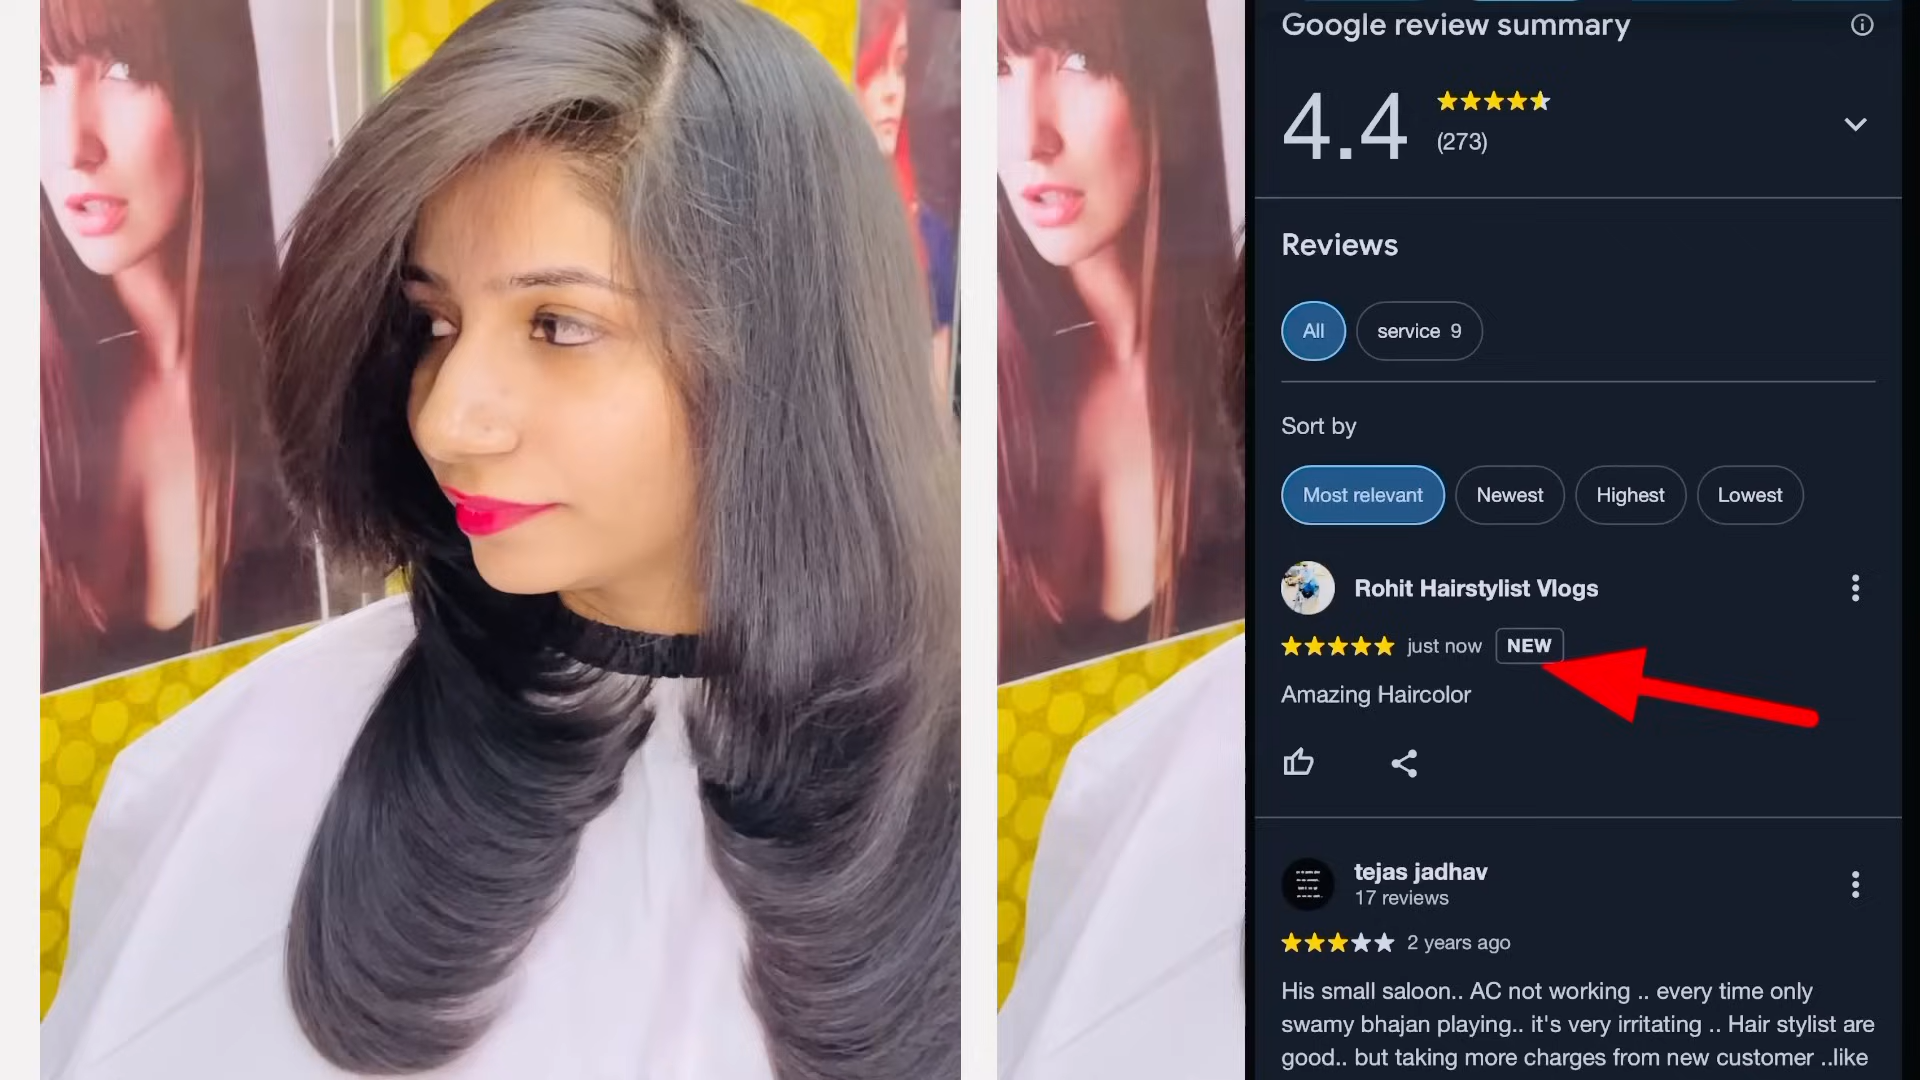 Google review summary
4.4
(273)
Reviews
All
service 9
Sort by
Most relevant
Newest
Highest
Lowest
Rohit Hairstylist Vlogs
just now
NEW
Amazing Haircolor
tejas jadhav
17 reviews
2 years ago
His small saloon.. AC not working .. every time only
swamy bhajan playing.. it's very irritating .. Hair stylist are
good.. but taking more charges from new customer ..like